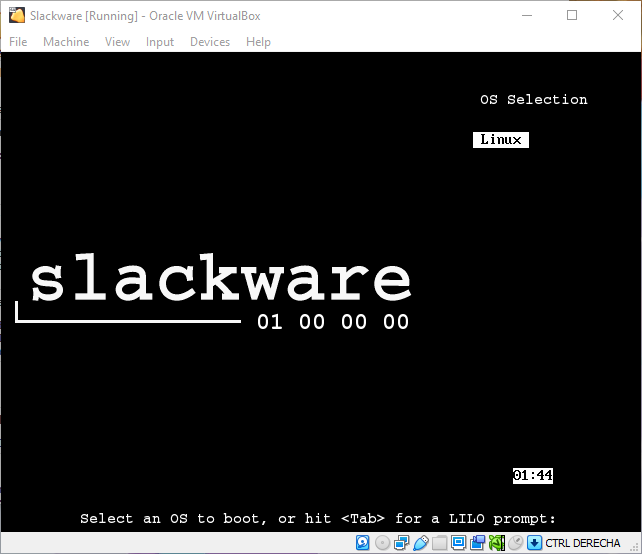 Slackware [Running] - Oracle VM VirtualBox
File Machine View Input Devices Help
OS Selection
Linux
slackware
01 00 00 00
01:44
Select an OS to boot, or hit <Tab> for a LILO prompt:
CTRL DERECHA